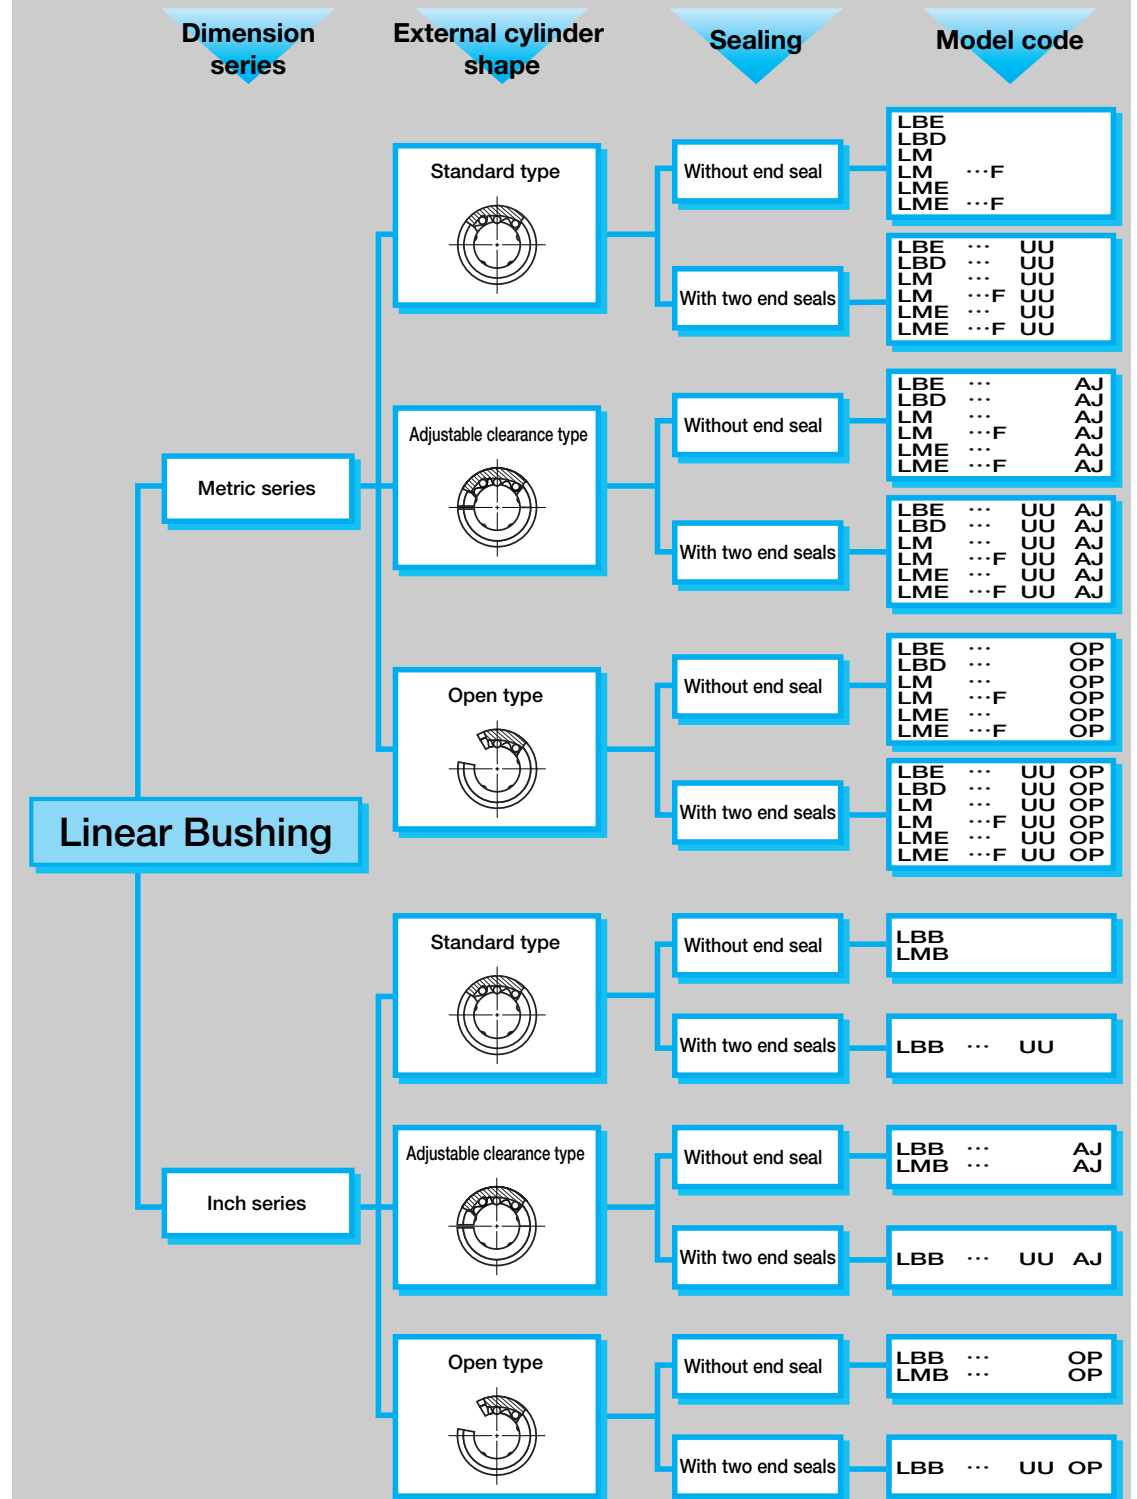 Dimension series
External cylinder shape
Sealing
Model code
Linear Bushing
Metric series
Standard type
Without end seal
LBE
LBD
LM
LM ···F
LME
LME ···F
With two end seals
LBE ··· UU
LBD ··· UU
LM ··· UU
LM ···F UU
LME ··· UU
LME ···F UU
Adjustable clearance type
Without end seal
LBE ··· AJ
LBD ··· AJ
LM ··· AJ
LM ···F AJ
LME ··· AJ
LME ···F AJ
With two end seals
LBE ··· UU AJ
LBD ··· UU AJ
LM ··· UU AJ
LM ···F UU AJ
LME ··· UU AJ
LME ···F UU AJ
Open type
Without end seal
LBE ··· OP
LBD ··· OP
LM ··· OP
LM ···F OP
LME ··· OP
LME ···F OP
With two end seals
LBE ··· UU OP
LBD ··· UU OP
LM ··· UU OP
LM ···F UU OP
LME ··· UU OP
LME ···F UU OP
Inch series
Standard type
Without end seal
LBB
LMB
With two end seals
LBB ··· UU
Adjustable clearance type
Without end seal
LBB ··· AJ
LMB ··· AJ
With two end seals
LBB ··· UU AJ
Open type
Without end seal
LBB ··· OP
LMB ··· OP
With two end seals
LBB ··· UU OP